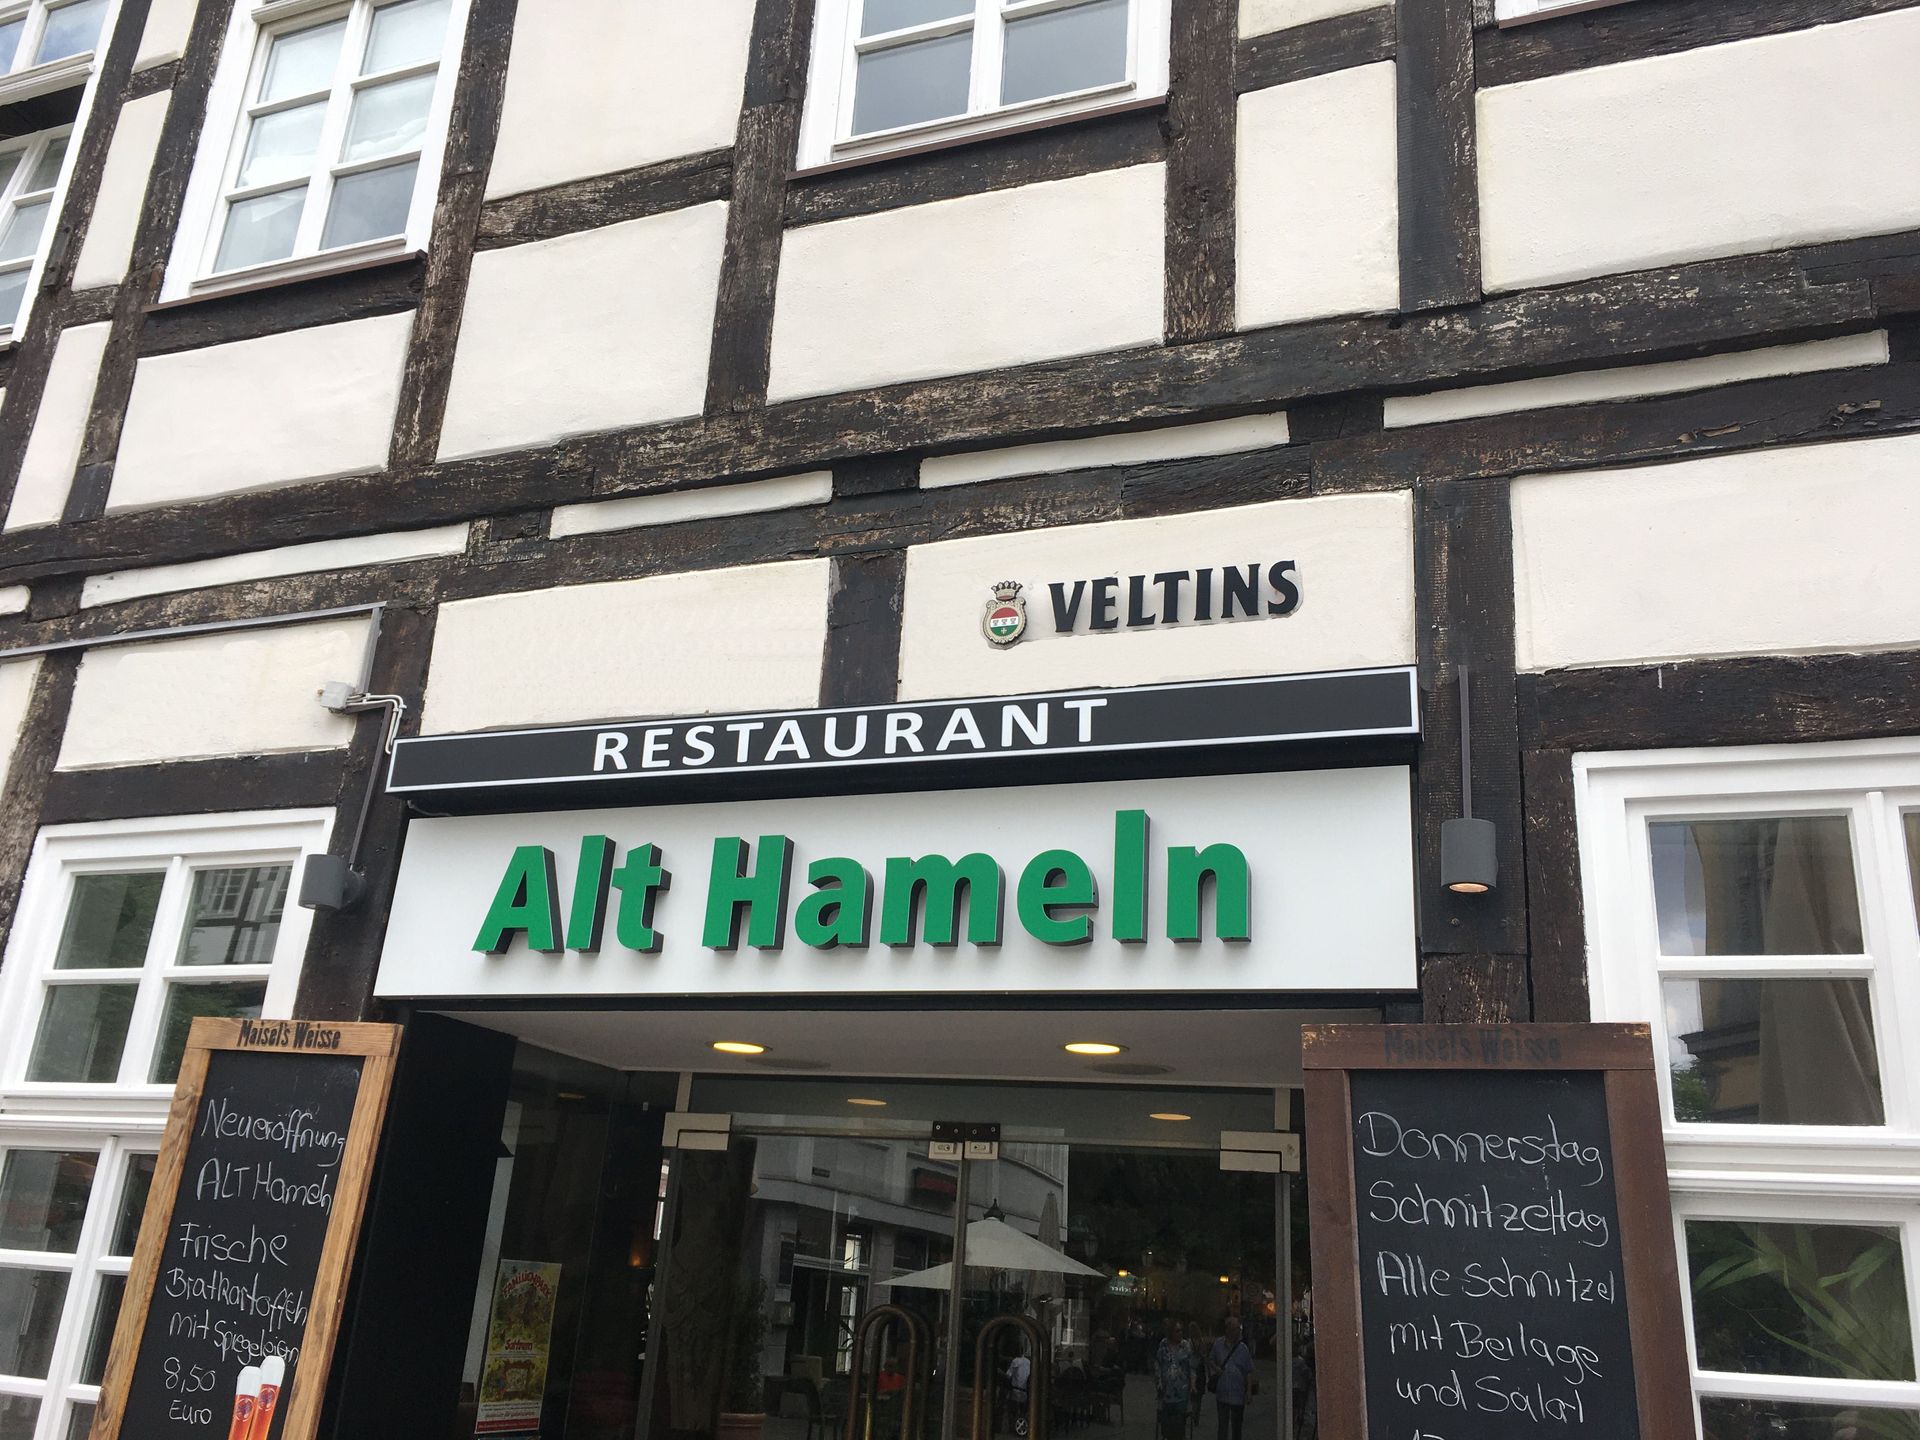 VELTINS
RESTAURANT
Alt Hameln
Maisel's Weisse
Neueröffnung
ALT Hameln
Frische
Bratkartoffeln
mit Spiegeleiern
8,50
Euro
Maisel's Weisse
Donnerstag
Schnitzeltag
Alle Schnitzel
mit Beilage
und Salat